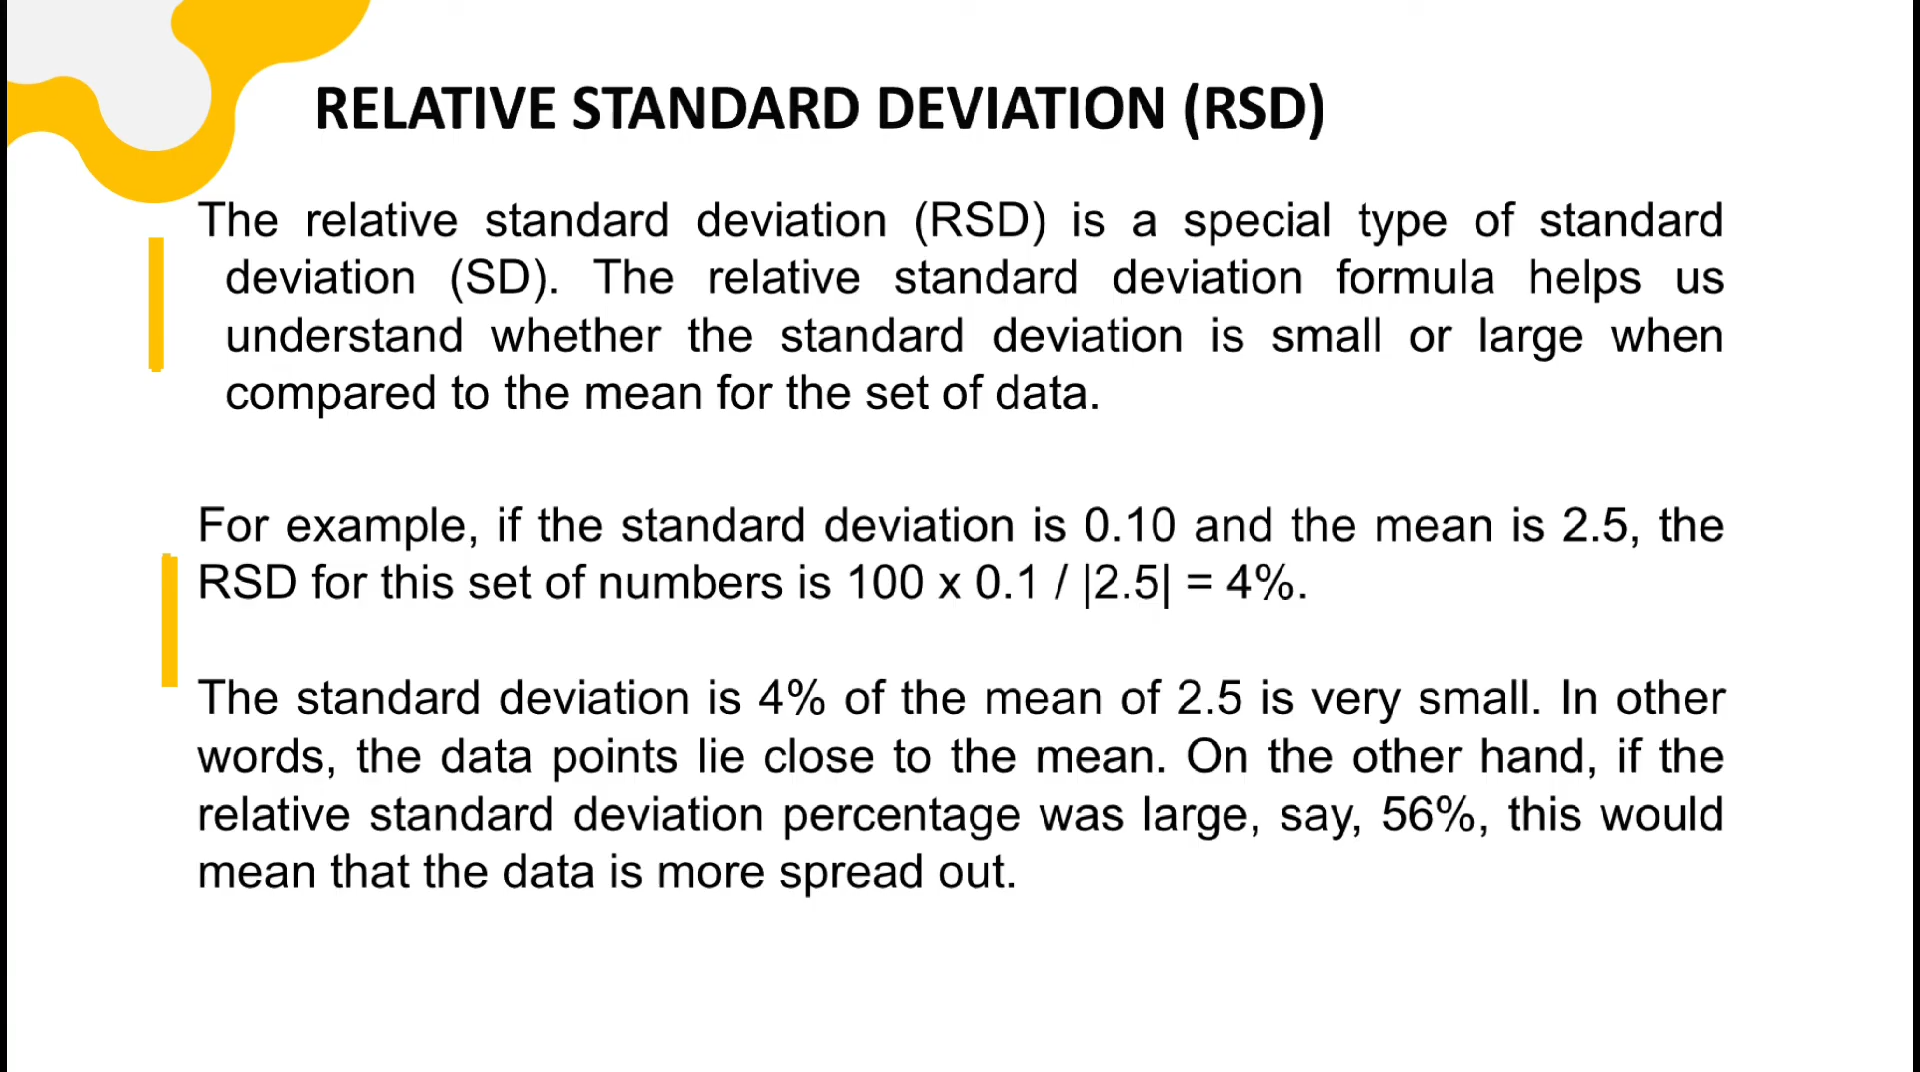 RELATIVE STANDARD DEVIATION (RSD)
The relative standard deviation (RSD) is a special type of standard
deviation (SD). The relative standard deviation formula helps us
understand whether the standard deviation is small or large when
compared to the mean for the set of data.
For example, if the standard deviation is 0.10 and the mean is 2.5, the
RSD for this set of numbers is 100 x 0.1 / |2.5| = 4%.
The standard deviation is 4% of the mean of 2.5 is very small. In other
words, the data points lie close to the mean. On the other hand, if the
relative standard deviation percentage was large, say, 56%, this would
mean that the data is more spread out.